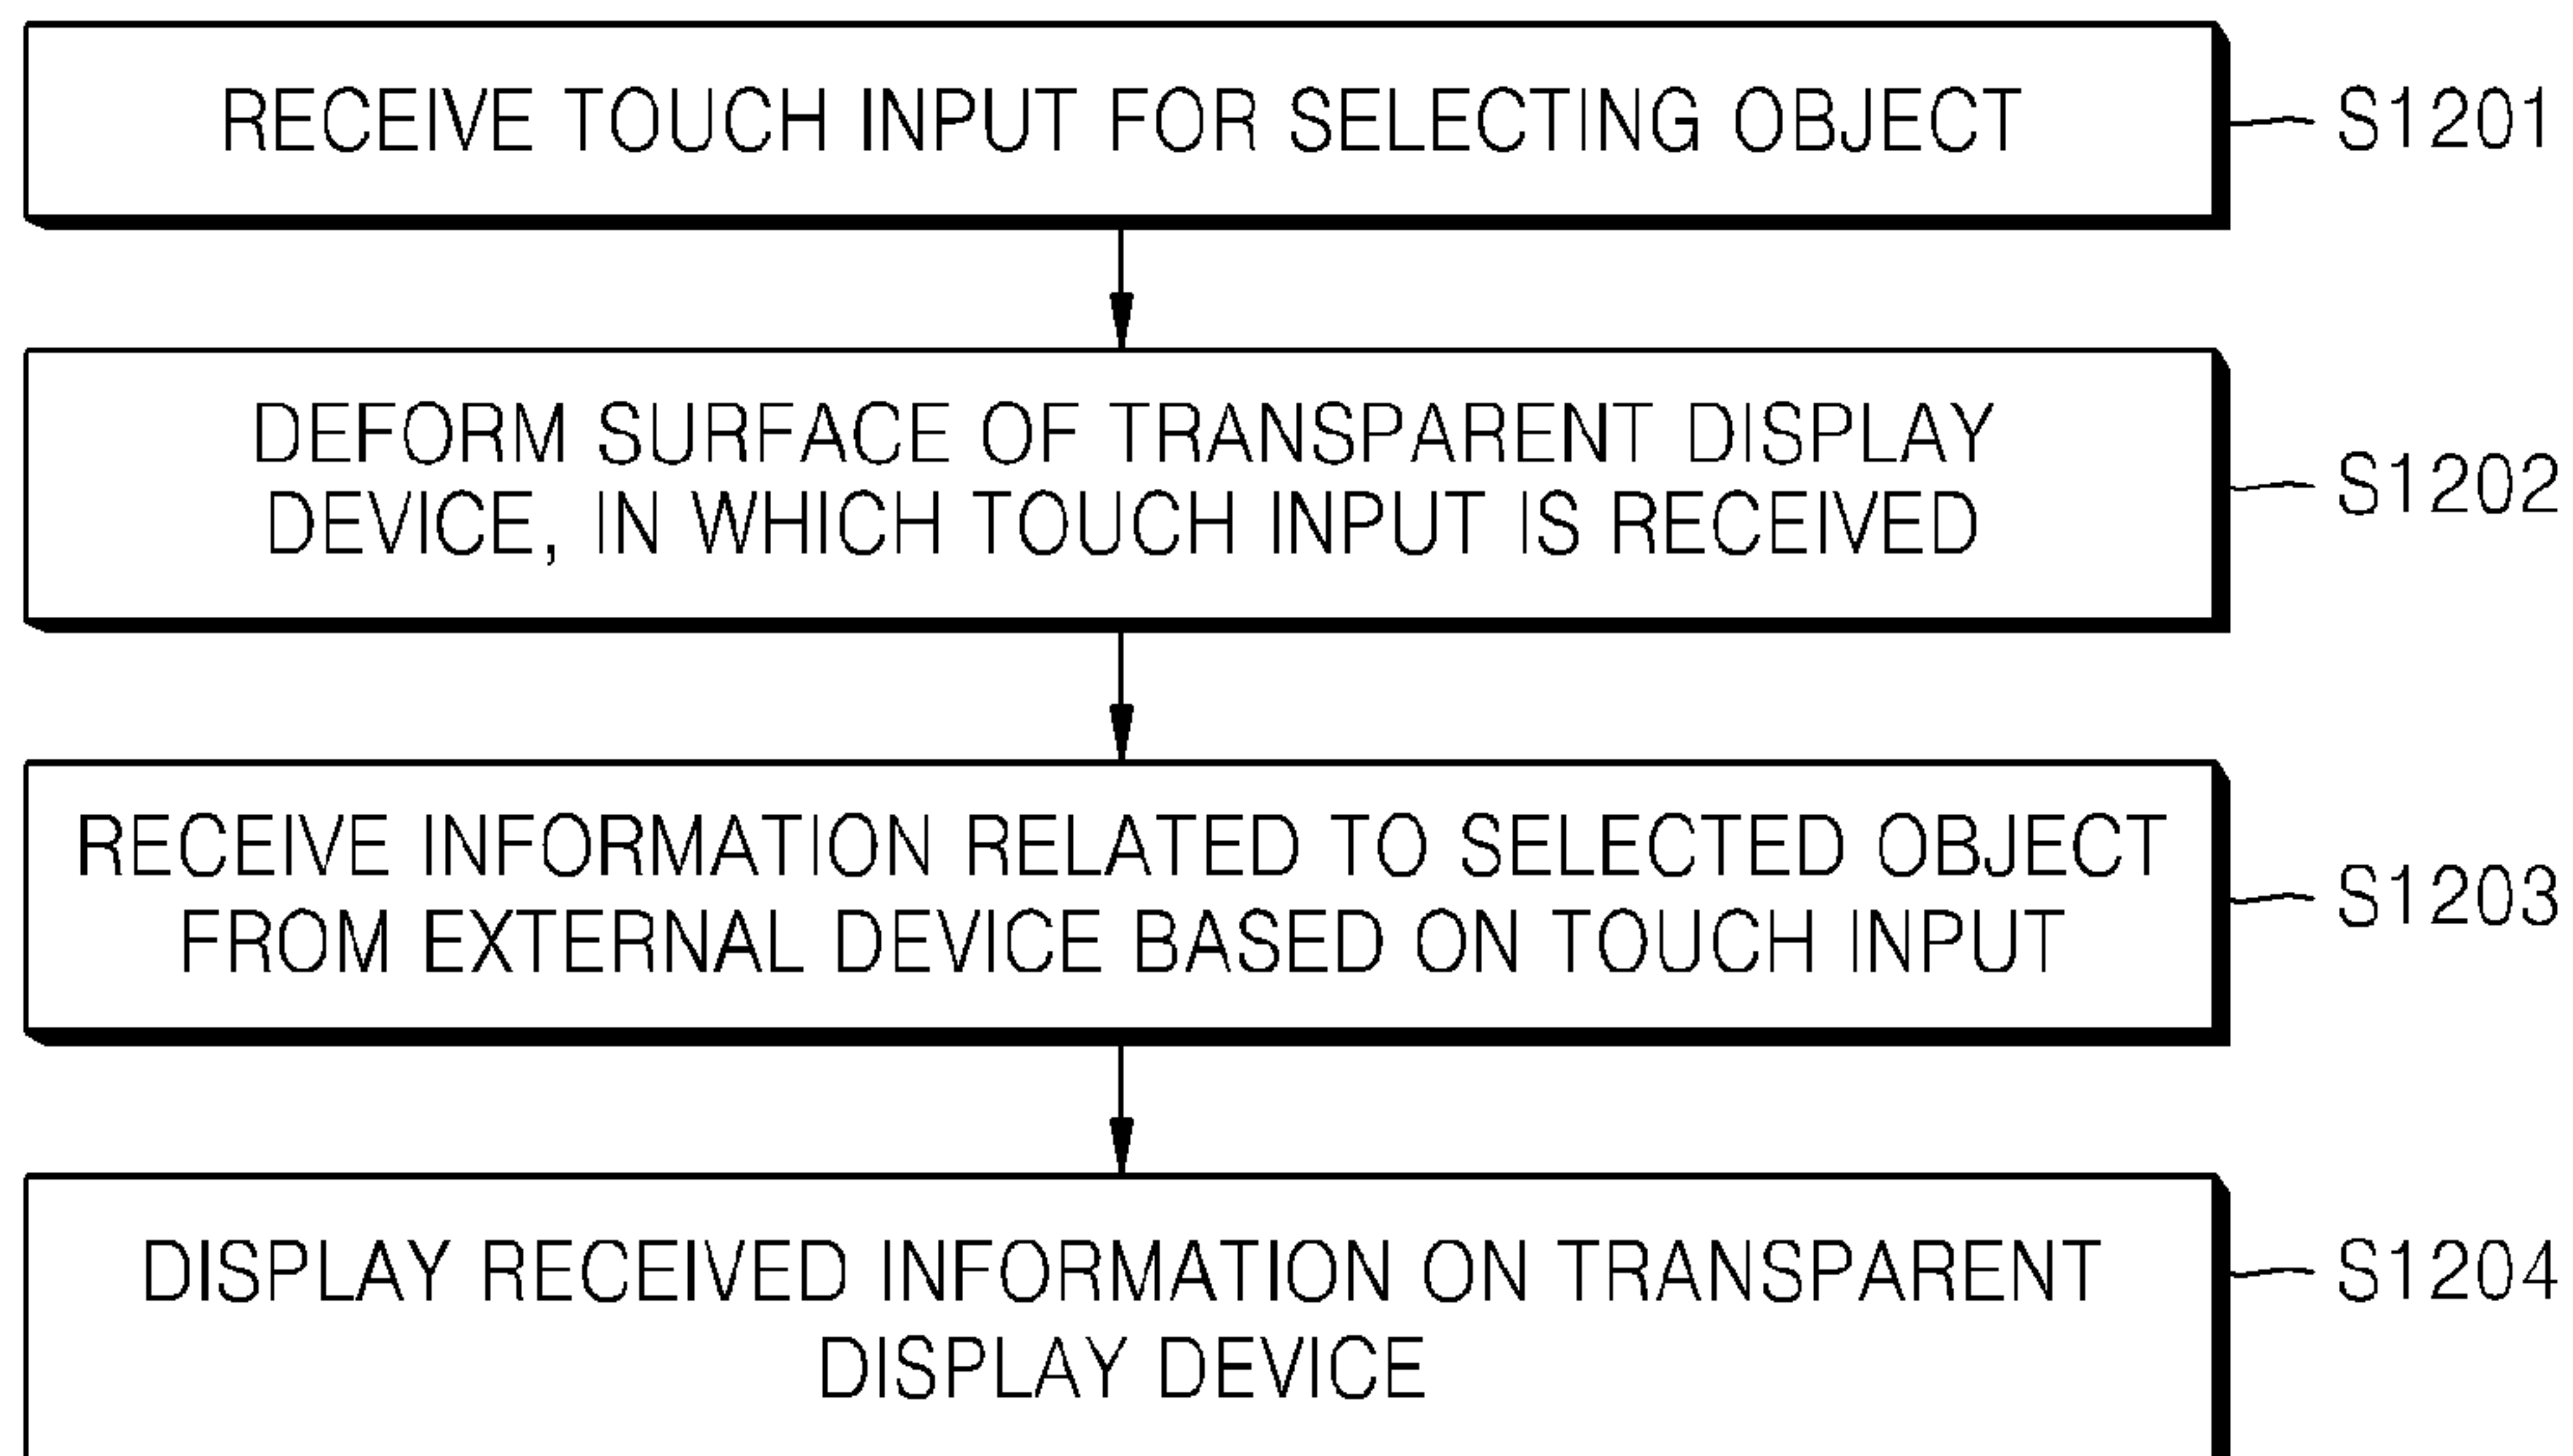 RECEIVE TOUCH INPUT FOR SELECTING OBJECT
S1201
DEFORM SURFACE OF TRANSPARENT DISPLAY
DEVICE, IN WHICH TOUCH INPUT IS RECEIVED
S1202
RECEIVE INFORMATION RELATED TO SELECTED OBJECT
FROM EXTERNAL DEVICE BASED ON TOUCH INPUT
S1203
DISPLAY RECEIVED INFORMATION ON TRANSPARENT
DISPLAY DEVICE
S1204